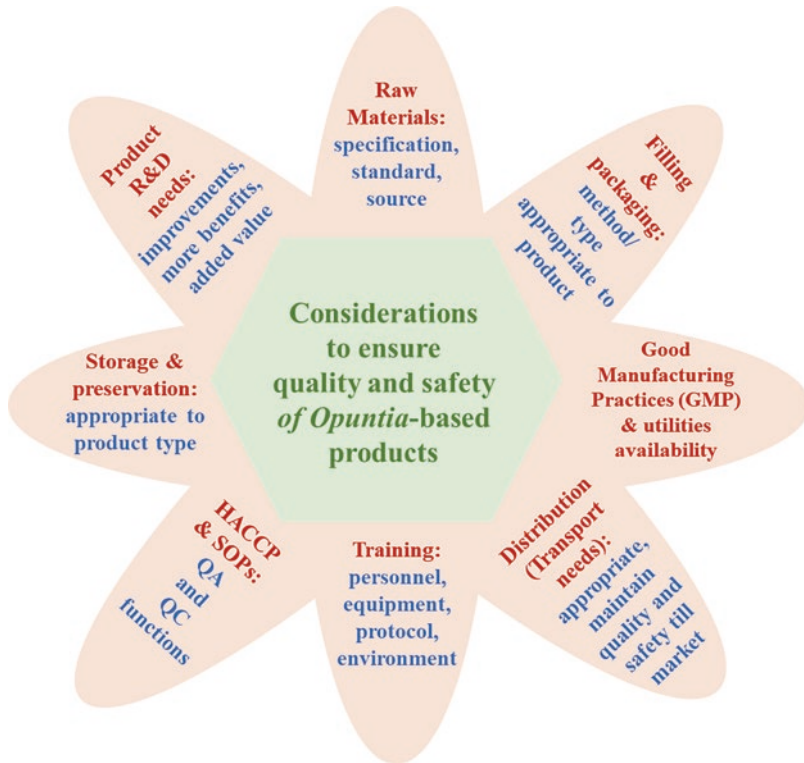 Raw
Materials:
specification,
standard,
source
Filling
&
packaging:
method/
type
appropriate to
product
Good
Manufacturing
Practices (GMP)
& utilities
availability
Distribution
(Transport
needs):
appropriate,
maintain
quality and
safety till
market
Training:
personnel,
equipment,
protocol,
environment
HACCP
& SOPs:
QA
and
QC
functions
Storage &
preservation:
appropriate to
product type
Product
R&D
needs:
improvements,
more benefits,
added value
Considerations
to ensure
quality and safety
of Opuntia-based
products